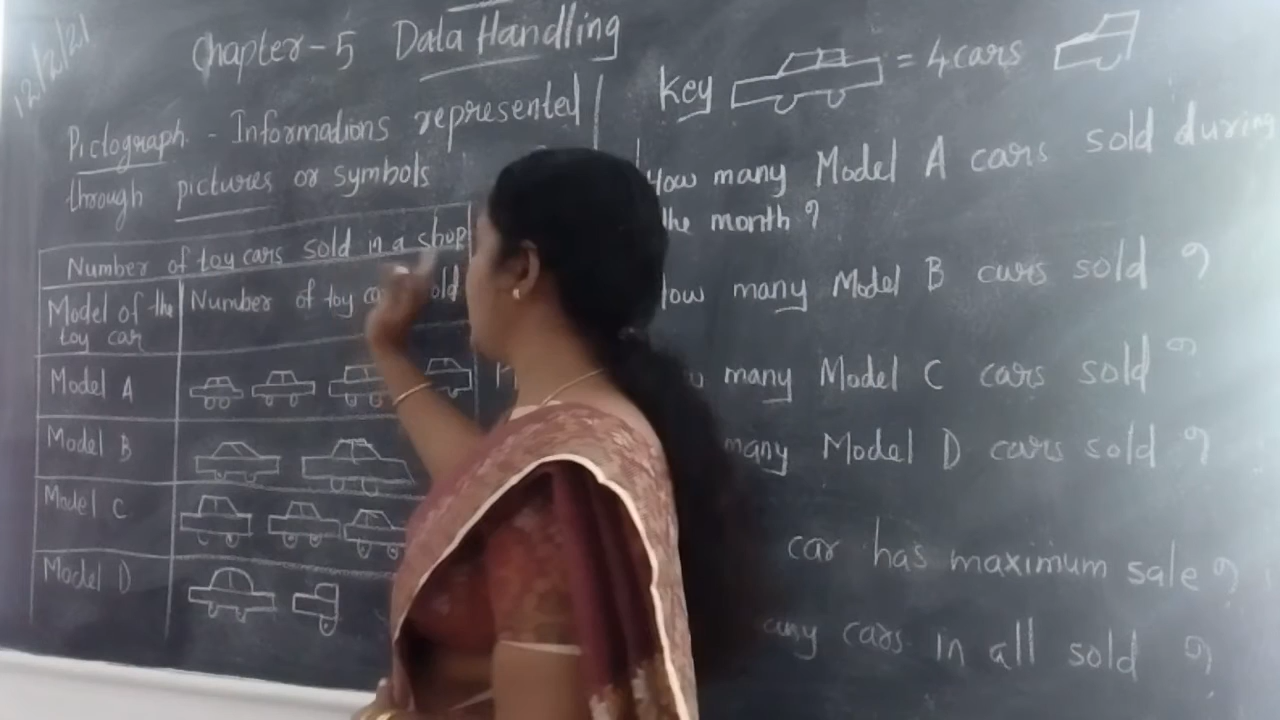 12/2/21
Chapter-5 Data Handling
Pictograph - Informations represented
through pictures or symbols
Number of toy cars sold in a shop
Model of the
toy car
Number of toy
Model A
Model B
Model C
Model D
Key = 4 cars
How many Model A cars sold during
the month ?
How many Model B cars sold ?
many Model C cars sold ?
many Model D cars sold ?
car has maximum sale ?
cars in all sold ?